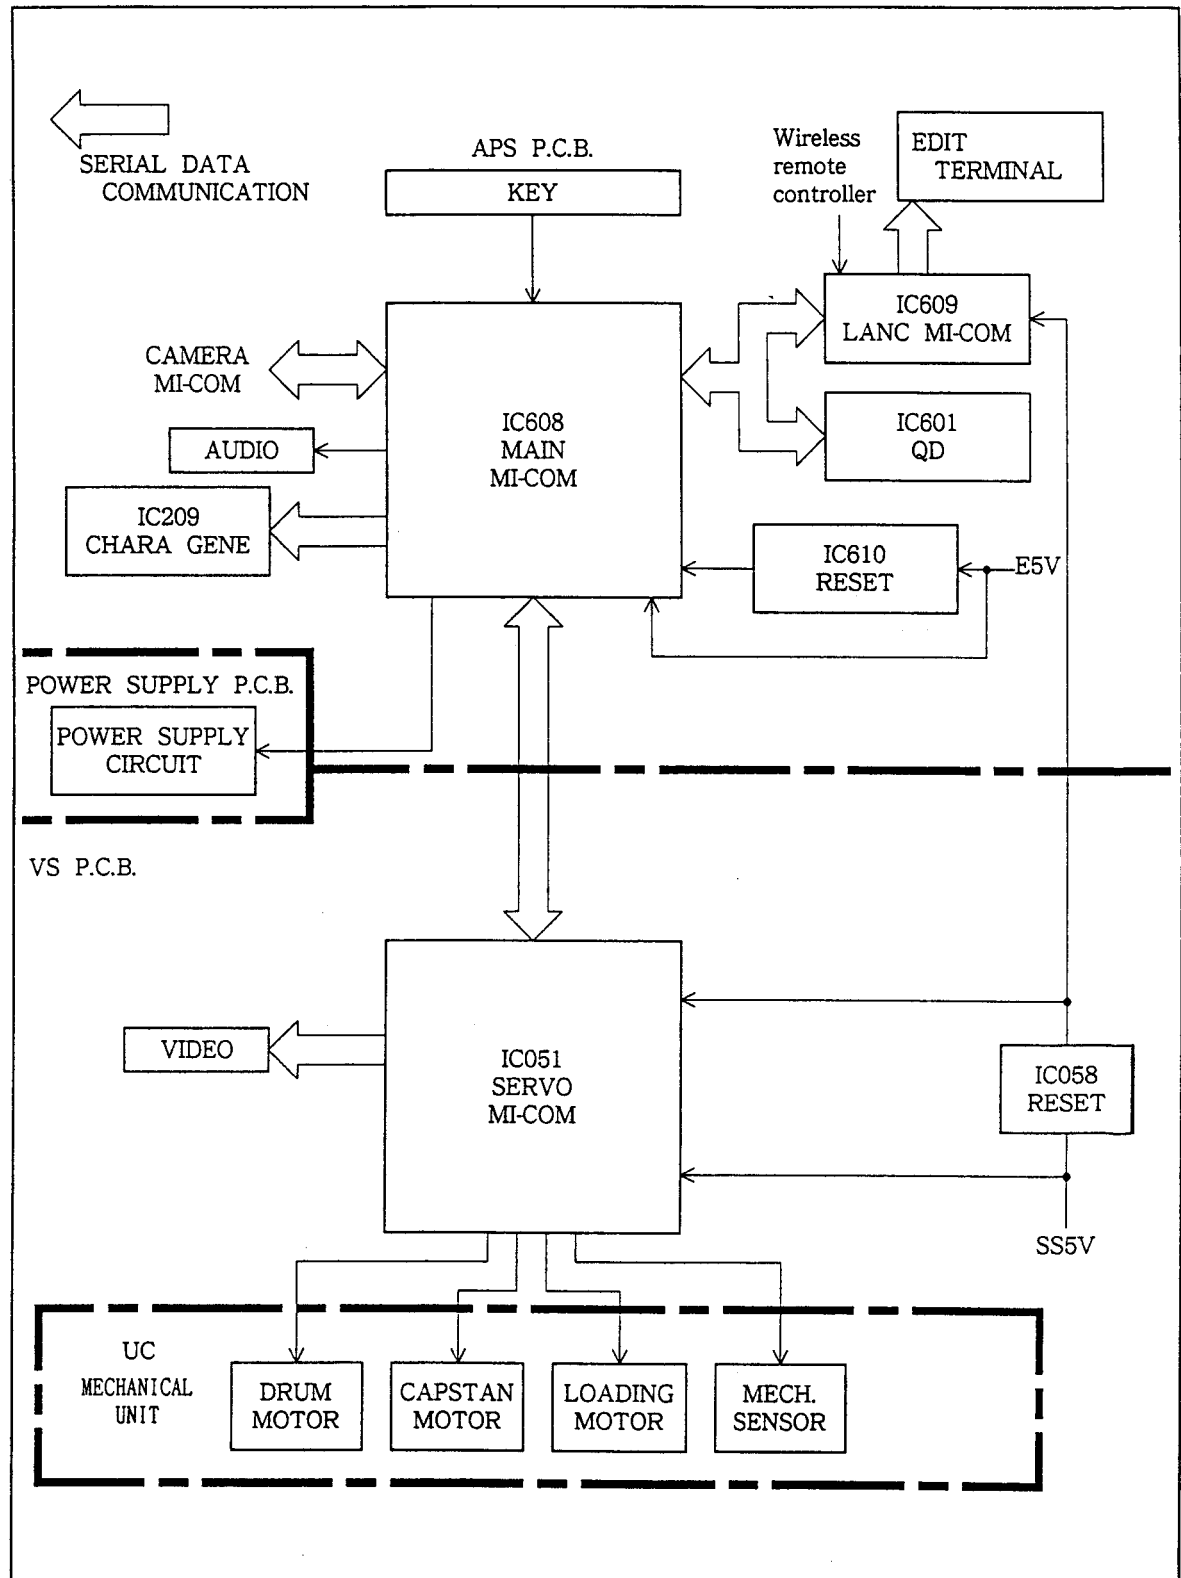 SERIAL DATA
COMMUNICATION
APS P.C.B.
KEY
Wireless
remote
controller
EDIT
TERMINAL
IC609
LANC MI-COM
CAMERA
MI-COM
IC608
MAIN
MI-COM
IC601
QD
AUDIO
IC209
CHARA GENE
IC610
RESET
E5V
POWER SUPPLY P.C.B.
POWER SUPPLY
CIRCUIT
VS P.C.B.
VIDEO
IC051
SERVO
MI-COM
IC058
RESET
SS5V
UC
MECHANICAL
UNIT
DRUM
MOTOR
CAPSTAN
MOTOR
LOADING
MOTOR
MECH.
SENSOR